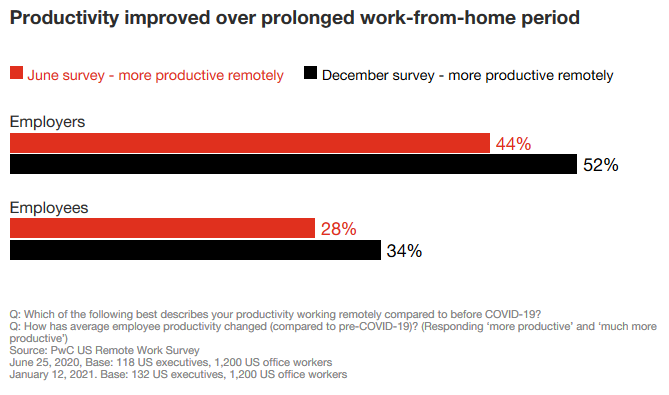 Productivity improved over prolonged work-from-home period
June survey - more productive remotely
December survey - more productive remotely
Employers
44%
52%
Employees
28%
34%
Q: Which of the following best describes your productivity working remotely compared to before COVID-19?
Q: How has average employee productivity changed (compared to pre-COVID-19)? (Responding ‘more productive’ and ‘much more
productive’)
Source: PwC US Remote Work Survey
June 25, 2020, Base: 118 US executives, 1,200 US office workers
January 12, 2021. Base: 132 US executives, 1,200 US office workers